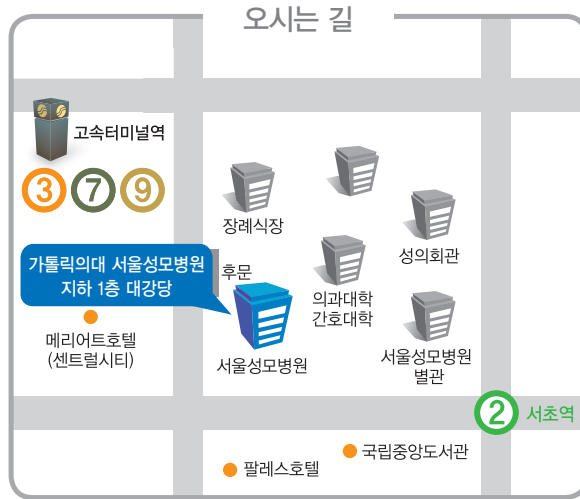 오시는 길
고속터미널역
3 7 9
장례식장
성의회관
가톨릭의대 서울성모병원
지하 1층 대강당
후문
의과대학
간호대학
메리어트호텔
(센트럴시티)
서울성모병원
서울성모병원
별관
2 서초역
국립중앙도서관
팔레스호텔